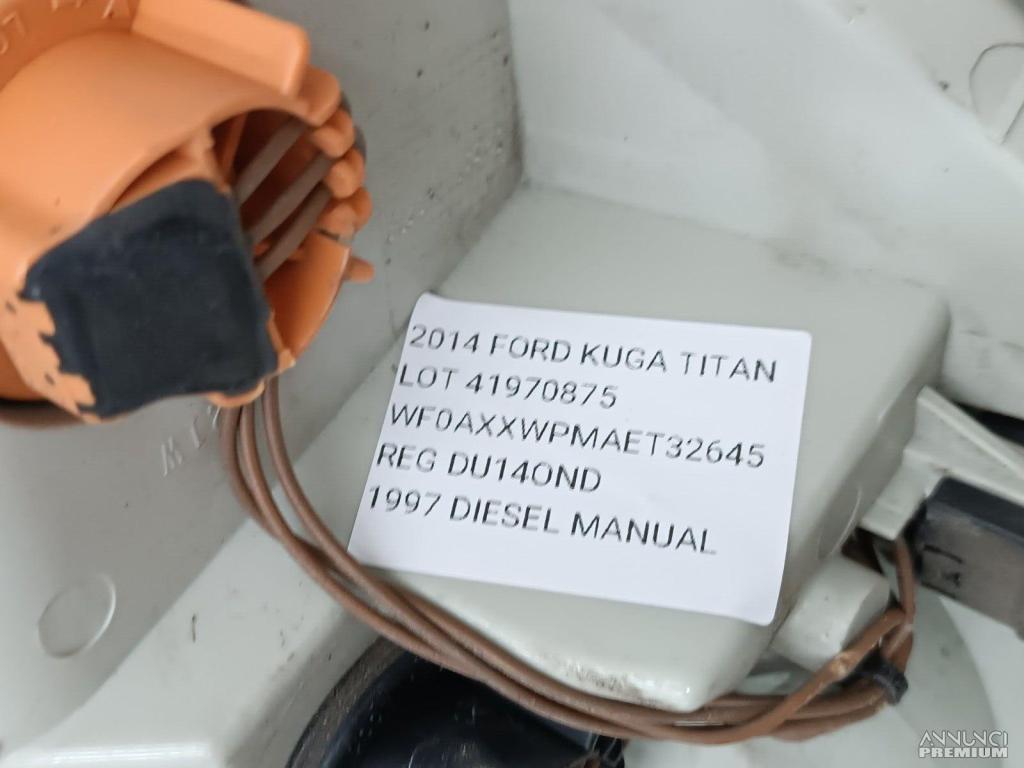 2014 FORD KUGA TITAN
LOT 41970875
WF0AXXWPMAET32645
REG DU14OND
1997 DIESEL MANUAL
ANNUNCI
PREMIUM